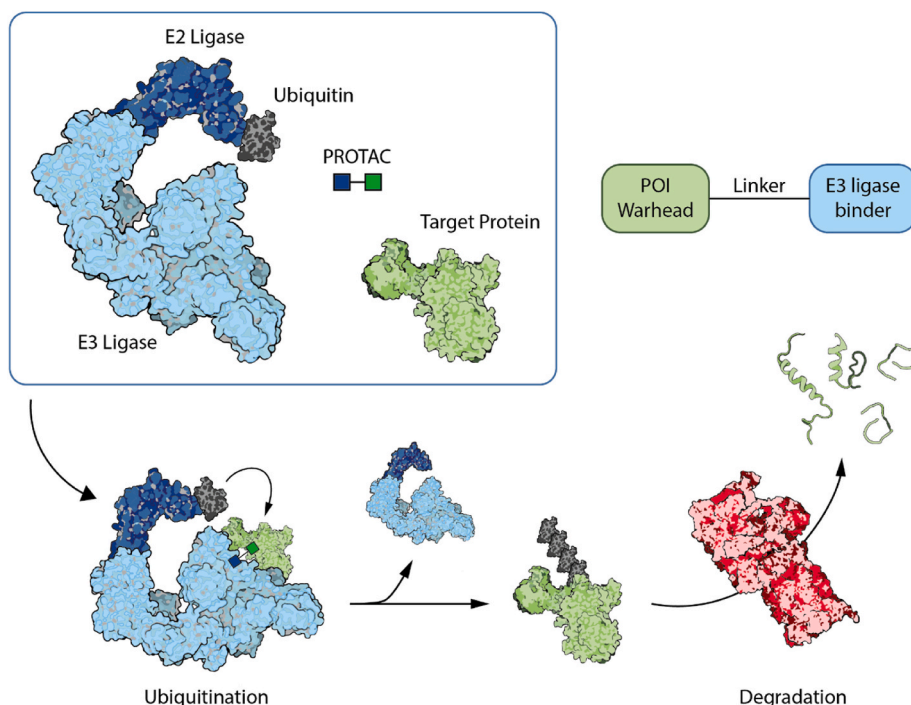 E2 Ligase
Ubiquitin
PROTAC
Target Protein
E3 Ligase
POI
Warhead
Linker
E3 ligase
binder
Ubiquitination
Degradation